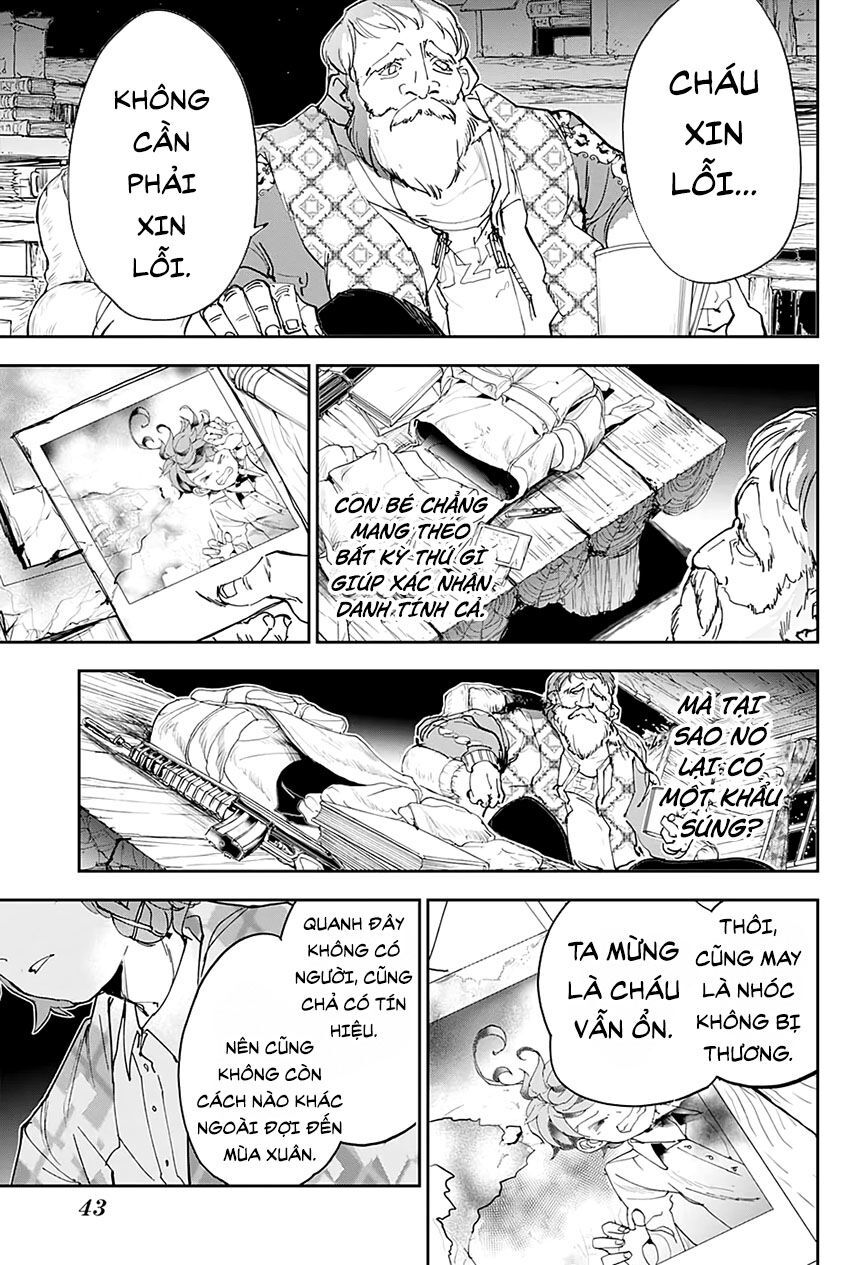 CHÁU
XIN
LỖI...
KHÔNG
CẦN
PHẢI
XIN
LỖI.
CON BÉ CHẲNG
MANG THEO
BẤT KỲ THỨ GÌ
GIÚP XÁC NHẬN
DANH TÍNH CẢ.
MÀ TẠI
SAO NÓ
LẠI CÓ
MỘT KHẨU
SÚNG?
THÔI,
CŨNG MAY
LÀ NHÓC
KHÔNG BỊ
THƯƠNG.
TA MỪNG
LÀ CHÁU
VẪN ỔN.
QUANH ĐÂY
KHÔNG CÓ
NGƯỜI, CŨNG
CHẢ CÓ TÍN
HIỆU.
NÊN CŨNG
KHÔNG CÒN
CÁCH NÀO KHÁC
NGOÀI ĐỢI ĐẾN
MÙA XUÂN.
43